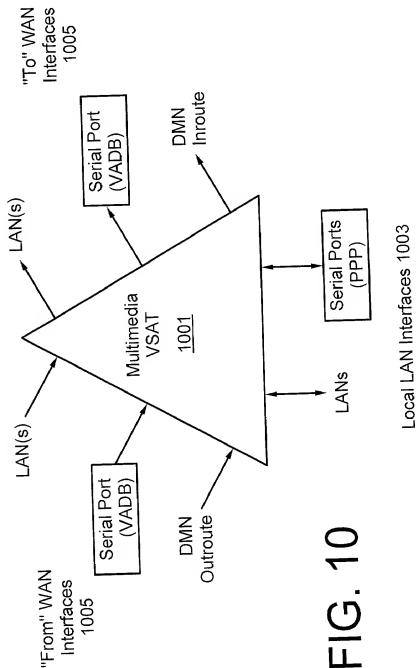 "From" WAN
Interfaces
1005
"To" WAN
Interfaces
1005
LAN(s)
LAN(s)
Serial Port
(VADB)
Serial Port
(VADB)
DMN
Outroute
DMN
Inroute
Multimedia
VSAT
1001
LANs
Serial Ports
(PPP)
Local LAN Interfaces 1003
FIG. 10